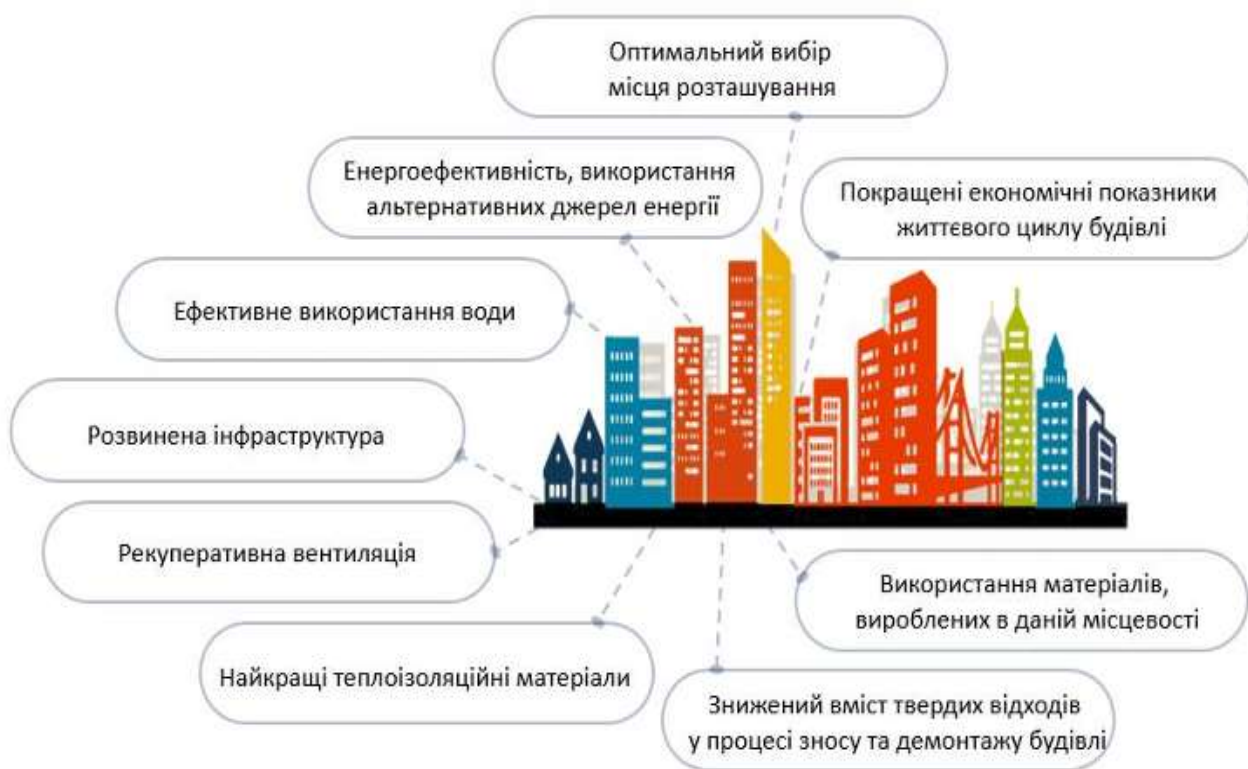 Оптимальний вибір
місця розташування
Енергоефективність, використання
альтернативних джерел енергії
Покращені економічні показники
життєвого циклу будівлі
Ефективне використання води
Розвинена інфраструктура
Рекуперативна вентиляція
Використання матеріалів,
вироблених в даній місцевості
Найкращі теплоізоляційні матеріали
Знижений вміст твердих відходів
у процесі зносу та демонтажу будівлі